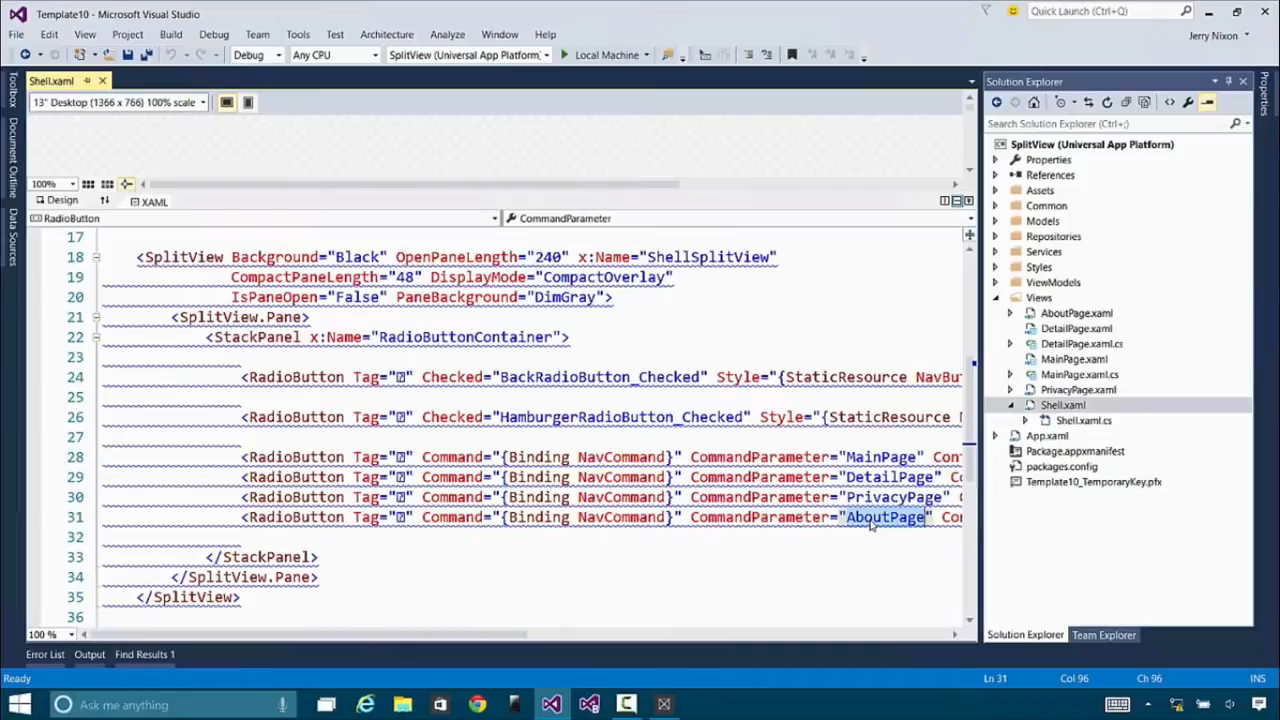 Template10 - Microsoft Visual Studio
Quick Launch (Ctrl+Q)
File Edit View Project Build Debug Team Tools Test Architecture Analyze Window Help
Jerry Nixon
Debug Any CPU SplitView (Universal App Platform) Local Machine
Toolbox
Document Outline
Data Sources
Shell.xaml
13" Desktop (1366 x 766) 100% scale
100%
Design XAML
RadioButton CommandParameter
17
18 <SplitView Background="Black" OpenPaneLength="240" x:Name="ShellSplitView"
19 CompactPaneLength="48" DisplayMode="CompactOverlay"
20 IsPaneOpen="False" PaneBackground="DimGray">
21 <SplitView.Pane>
22 <StackPanel x:Name="RadioButtonContainer">
23
24 <RadioButton Tag="" Checked="BackRadioButton_Checked" Style="{StaticResource NavBut
25
26 <RadioButton Tag="" Checked="HamburgerRadioButton_Checked" Style="{StaticResource N
27
28 <RadioButton Tag="" Command="{Binding NavCommand}" CommandParameter="MainPage" Con
29 <RadioButton Tag="" Command="{Binding NavCommand}" CommandParameter="DetailPage" Co
30 <RadioButton Tag="" Command="{Binding NavCommand}" CommandParameter="PrivacyPage" C
31 <RadioButton Tag="" Command="{Binding NavCommand}" CommandParameter="AboutPage" Con
32
33 </StackPanel>
34 </SplitView.Pane>
35 </SplitView>
36
100 %
Solution Explorer
Search Solution Explorer (Ctrl+;)
SplitView (Universal App Platform)
Properties
References
Assets
Common
Models
Repositories
Services
Styles
ViewModels
Views
AboutPage.xaml
DetailPage.xaml
DetailPage.xaml.cs
MainPage.xaml
MainPage.xaml.cs
PrivacyPage.xaml
Shell.xaml
Shell.xaml.cs
App.xaml
Package.appxmanifest
packages.config
Template10_TemporaryKey.pfx
Solution Explorer Team Explorer
Properties
Error List Output Find Results 1
Ready Ln 31 Col 96 Ch 96 INS
Ask me anything